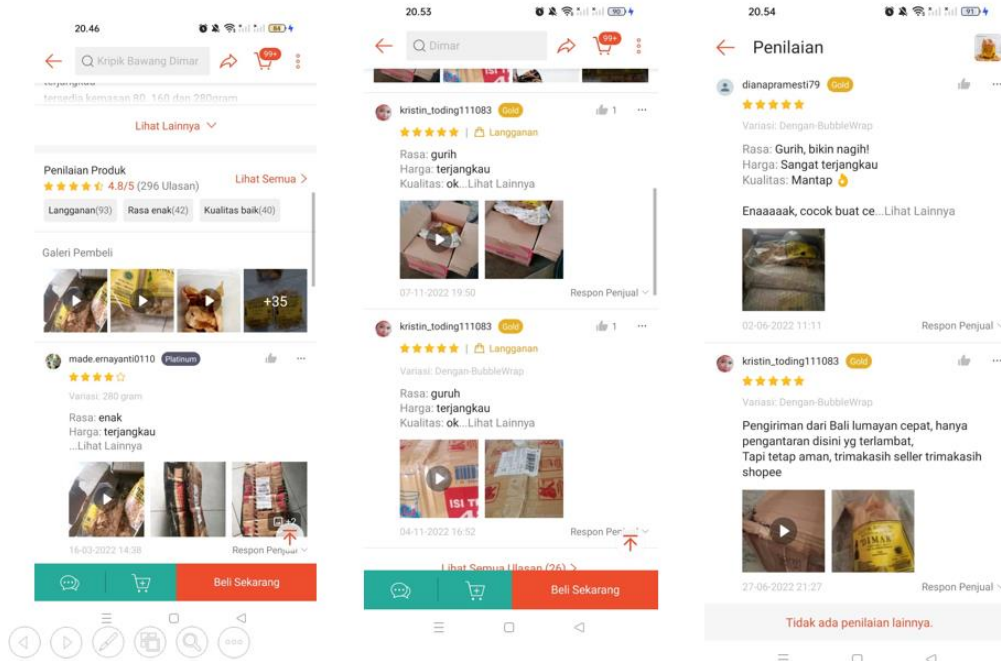 20.46
84
Kripik Bawang Dimar
99+
terjangkau
tersedia kemasan 80, 160 dan 280gram
Lihat Lainnya
Penilaian Produk
4.8/5 (296 Ulasan)
Lihat Semua >
Langganan(93)
Rasa enak(42)
Kualitas baik(40)
Galeri Pembeli
+35
made.ernayanti0110 Platinum
Variasi: 280 gram
Rasa: enak
Harga: terjangkau
...Lihat Lainnya
16-03-2022 14:38
Respon Penjual
Beli Sekarang
20.53
90
Dimar
99+
kristin_toding111083 Gold
1
Langganan
Rasa: gurih
Harga: terjangkau
Kualitas: ok...Lihat Lainnya
07-11-2022 19:50
Respon Penjual
kristin_toding111083 Gold
1
Langganan
Variasi: Dengan-BubbleWrap
Rasa: guruh
Harga: terjangkau
Kualitas: ok...Lihat Lainnya
ISI
04-11-2022 16:52
Lihat Semua Ulasan (26) >
Beli Sekarang
20.54
91
Penilaian
dianapramesti79 Gold
Variasi: Dengan-BubbleWrap
Rasa: Gurih, bikin nagih!
Harga: Sangat terjangkau
Kualitas: Mantap 👌
Enaaaaak, cocok buat ce...Lihat Lainnya
02-06-2022 11:11
Respon Penjual
kristin_toding111083 Gold
Variasi: Dengan-BubbleWrap
Pengiriman dari Bali lumayan cepat, hanya
pengantaran disini yg terlambat,
Tapi tetap aman, trimakasih seller trimakasih
shopee
DIMAR
27-06-2022 21:27
Respon Penjual
Tidak ada penilaian lainnya.